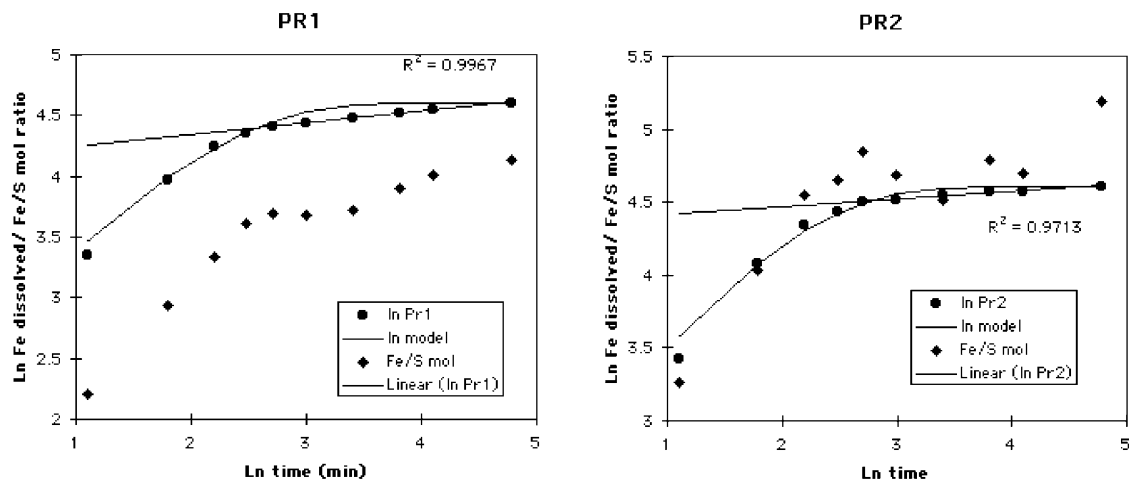 PR1
Ln Fe dissolved/ Fe/S mol ratio
5
4.5
4
3.5
3
2.5
2
R² = 0.9967
ln Pr1
ln model
Fe/S mol
Linear (ln Pr1)
1 2 3 4 5
Ln time (min)
PR2
Ln Fe dissolved/ Fe/S mol ratio
5.5
5
4.5
4
3.5
3
R² = 0.9713
ln Pr2
ln model
Fe/S mol
Linear (ln Pr2)
1 2 3 4 5
Ln time